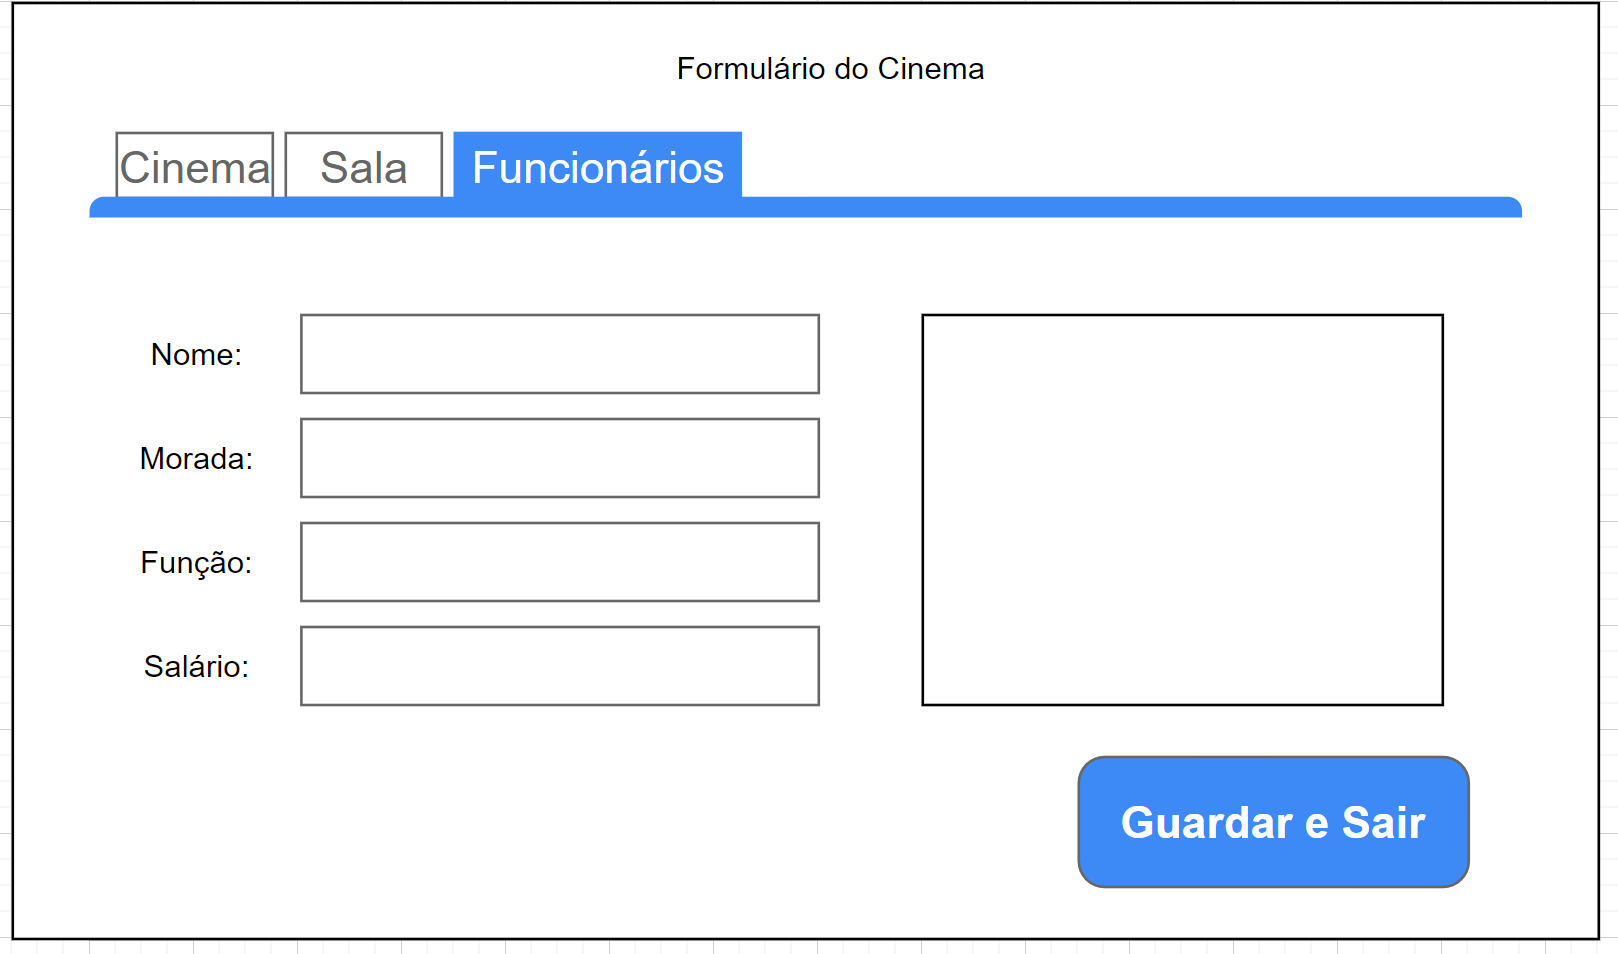 Formulário do Cinema
Cinema Sala Funcionários
Nome:
Morada:
Função:
Salário:
Guardar e Sair